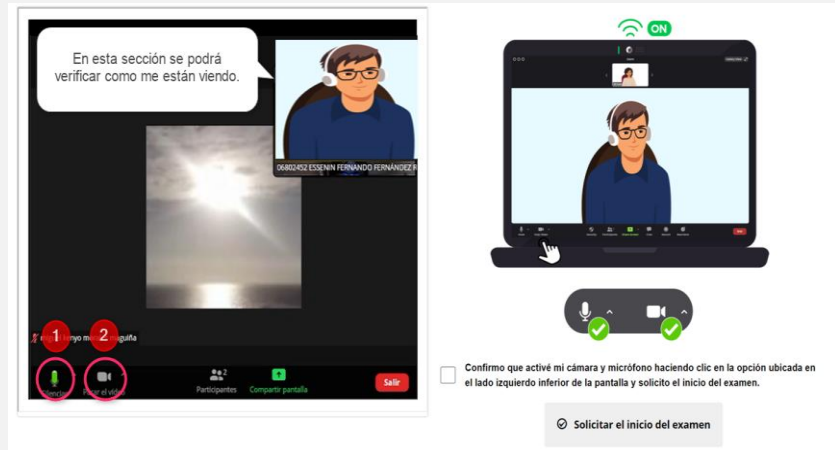 En esta sección se podrá
verificar como me están viendo.
06802452 ESSENIN FERNANDO FERNÁNDEZ R
1
2
Participantes
2
Compartir pantalla
Salir
ON
Confirmo que activé mi cámara y micrófono haciendo clic en la opción ubicada en
el lado izquierdo inferior de la pantalla y solicito el inicio del examen.
Solicitar el inicio del examen